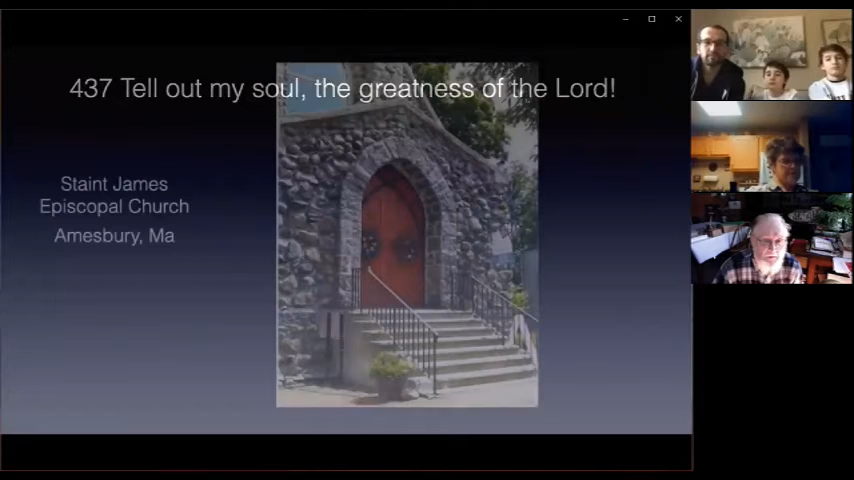 437 Tell out my soul, the greatness of the Lord!
Staint James
Episcopal Church
Amesbury, Ma